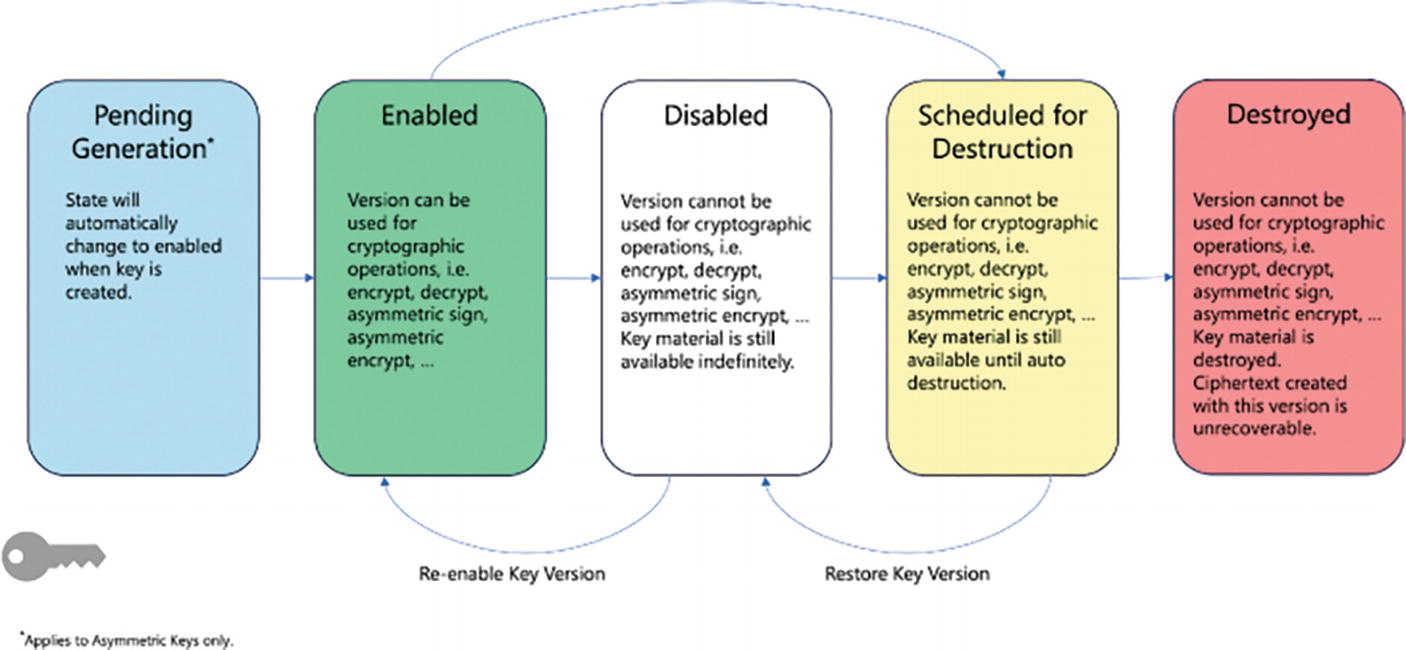 Pending
Generation*
State will
automatically
change to enabled
when key is
created.
Enabled
Version can be
used for
cryptographic
operations, i.e.
encrypt, decrypt,
asymmetric sign,
asymmetric
encrypt, ...
Disabled
Version cannot be
used for cryptographic
operations, i.e.
encrypt, decrypt,
asymmetric sign,
asymmetric encrypt, ...
Key material is still
available indefinitely.
Scheduled for
Destruction
Version cannot be
used for cryptographic
operations, i.e.
encrypt, decrypt,
asymmetric sign,
asymmetric encrypt, ...
Key material is still
available until auto
destruction.
Destroyed
Version cannot be
used for cryptographic
operations, i.e.
encrypt, decrypt,
asymmetric sign,
asymmetric encrypt, ...
Key material is
destroyed.
Ciphertext created
with this version is
unrecoverable.
Re-enable Key Version
Restore Key Version
*Applies to Asymmetric Keys only.